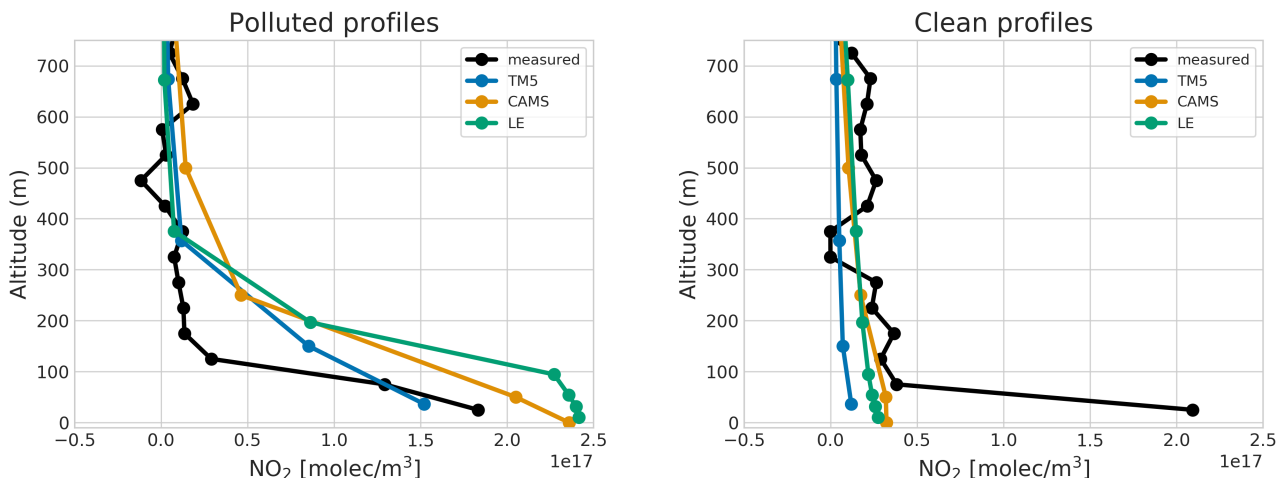 Polluted profiles
Altitude (m)
700
600
500
400
300
200
100
0
measured
TM5
CAMS
LE
−0.5 0.0 0.5 1.0 1.5 2.0 2.5
1e17
NO₂ [molec/m³]
Clean profiles
Altitude (m)
700
600
500
400
300
200
100
0
measured
TM5
CAMS
LE
−0.5 0.0 0.5 1.0 1.5 2.0 2.5
1e17
NO₂ [molec/m³]